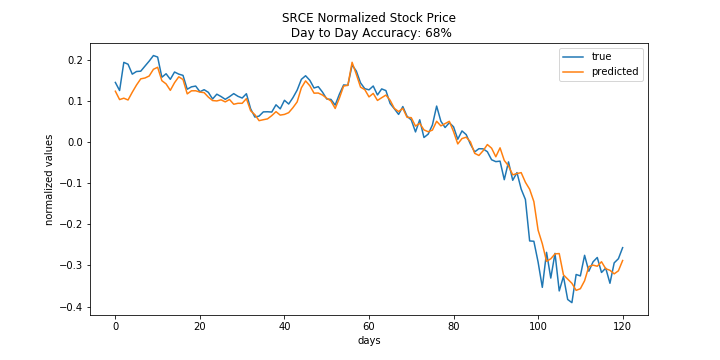 SRCE Normalized Stock Price
Day to Day Accuracy: 68%
true
predicted
normalized values
0.2
0.1
0.0
−0.1
−0.2
−0.3
−0.4
0 20 40 60 80 100 120
days